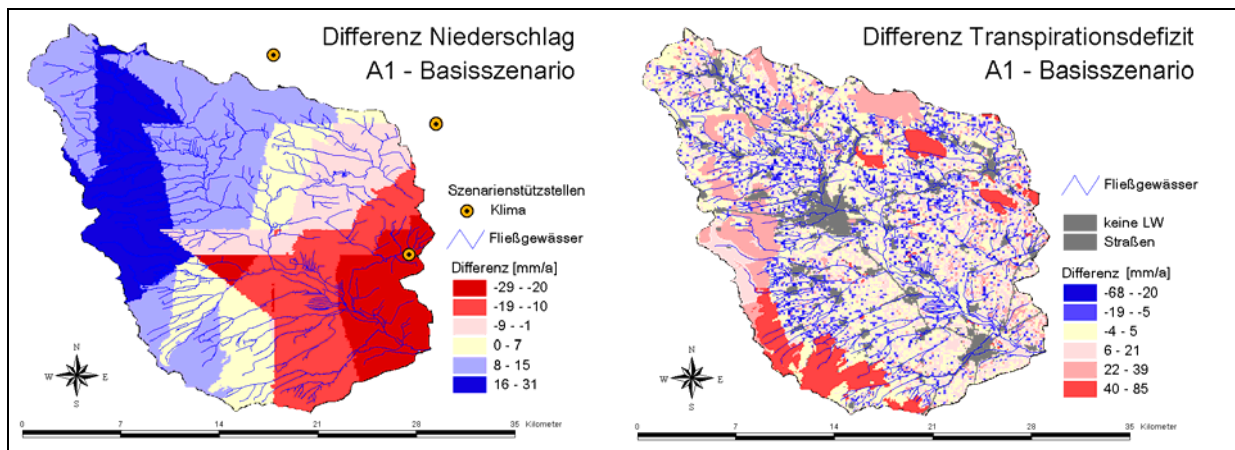 Differenz Niederschlag
A1 - Basisszenario
Szenarienstützstellen
Klima
Fließgewässer
Differenz [mm/a]
-29 - -20
-19 - -10
-9 - -1
0 - 7
8 - 15
16 - 31
N
W E
S
0 7 14 21 28 35 Kilometer
Differenz Transpirationsdefizit
A1 - Basisszenario
Fließgewässer
keine LW
Straßen
Differenz [mm/a]
-68 - -20
-19 - -5
-4 - 5
6 - 21
22 - 39
40 - 85
N
W E
S
0 7 14 21 28 35 Kilometer